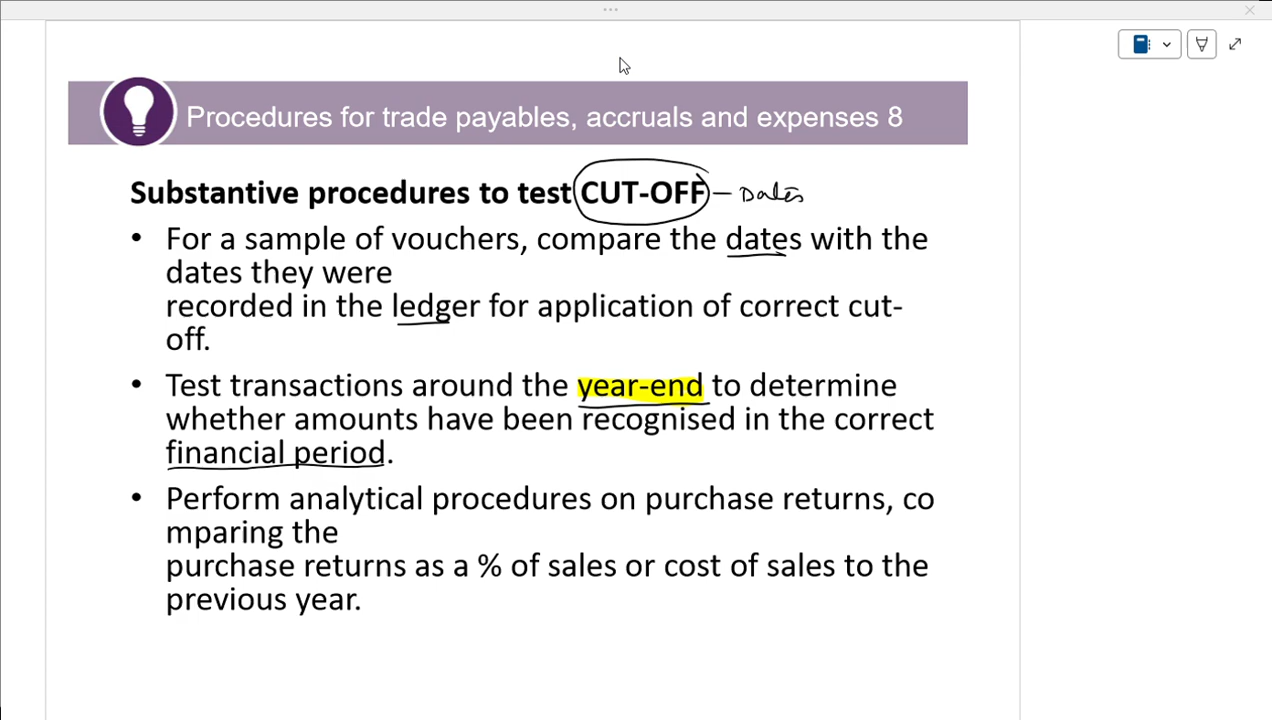 Procedures for trade payables, accruals and expenses 8
Substantive procedures to test CUT-OFF – Dates
• For a sample of vouchers, compare the dates with the
dates they were
recorded in the ledger for application of correct cut-
off.
• Test transactions around the year-end to determine
whether amounts have been recognised in the correct
financial period.
• Perform analytical procedures on purchase returns, co
mparing the
purchase returns as a % of sales or cost of sales to the
previous year.